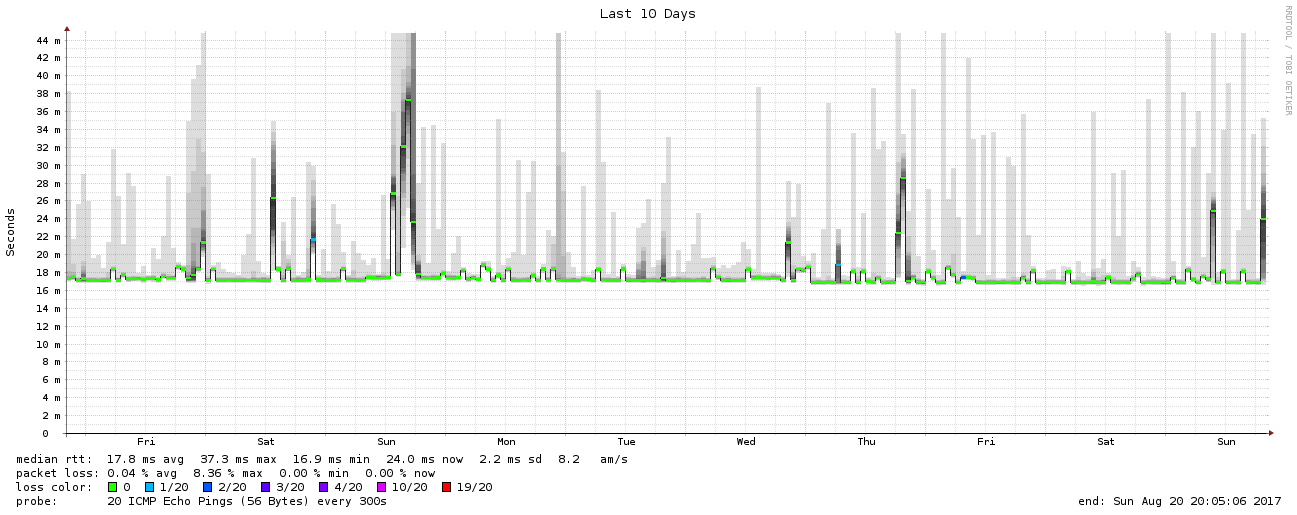 Last 10 Days
RRDTOOL / TOBI OETIKER
Seconds
44 m
42 m
40 m
38 m
36 m
34 m
32 m
30 m
28 m
26 m
24 m
22 m
20 m
18 m
16 m
14 m
12 m
10 m
8 m
6 m
4 m
2 m
0
Fri Sat Sun Mon Tue Wed Thu Fri Sat Sun
median rtt: 17.8 ms avg 37.3 ms max 16.9 ms min 24.0 ms now 2.2 ms sd 8.2 am/s
packet loss: 0.04 % avg 8.36 % max 0.00 % min 0.00 % now
loss color: 0 1/20 2/20 3/20 4/20 10/20 19/20
probe: 20 ICMP Echo Pings (56 Bytes) every 300s end: Sun Aug 20 20:05:06 2017